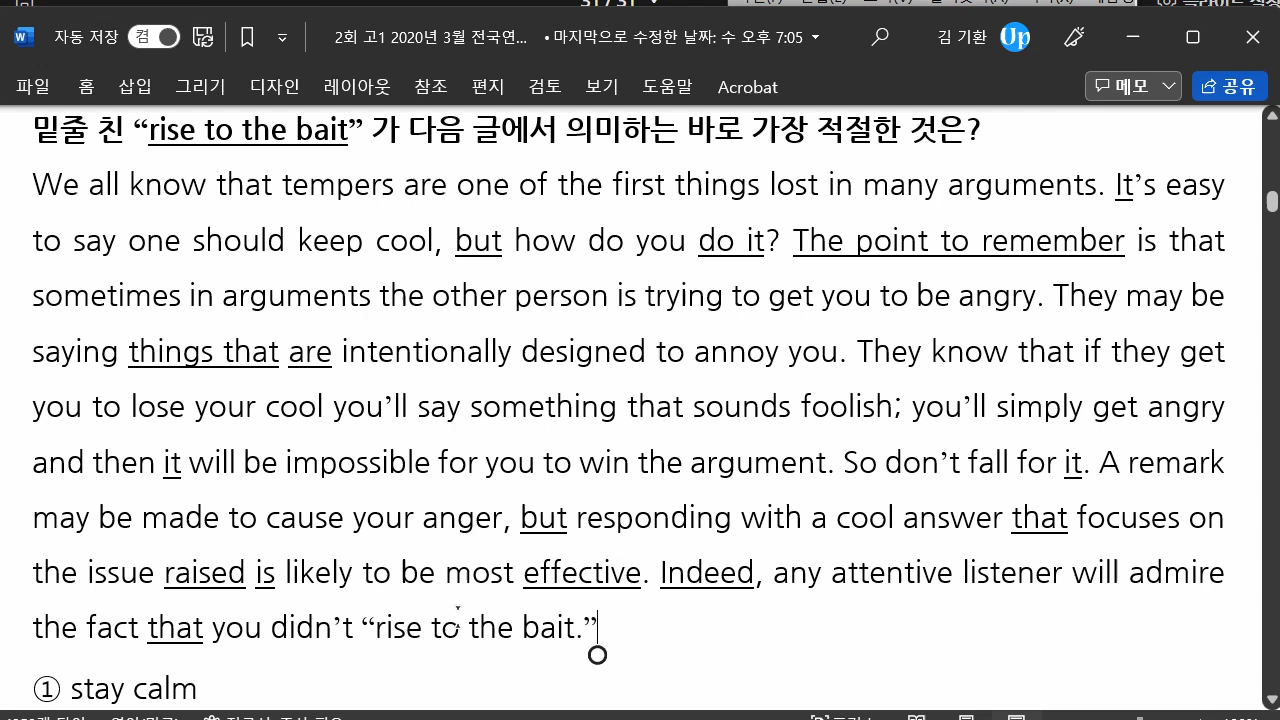 자동 저장 켬 2회 고1 2020년 3월 전국연... • 마지막으로 수정한 날짜: 수 오후 7:05 김 기환 Up
파일 홈 삽입 그리기 디자인 레이아웃 참조 편지 검토 보기 도움말 Acrobat 메모 공유
밑줄 친 “rise to the bait” 가 다음 글에서 의미하는 바로 가장 적절한 것은?
We all know that tempers are one of the first things lost in many arguments. It’s easy
to say one should keep cool, but how do you do it? The point to remember is that
sometimes in arguments the other person is trying to get you to be angry. They may be
saying things that are intentionally designed to annoy you. They know that if they get
you to lose your cool you’ll say something that sounds foolish; you’ll simply get angry
and then it will be impossible for you to win the argument. So don’t fall for it. A remark
may be made to cause your anger, but responding with a cool answer that focuses on
the issue raised is likely to be most effective. Indeed, any attentive listener will admire
the fact that you didn’t “rise to the bait.”
① stay calm